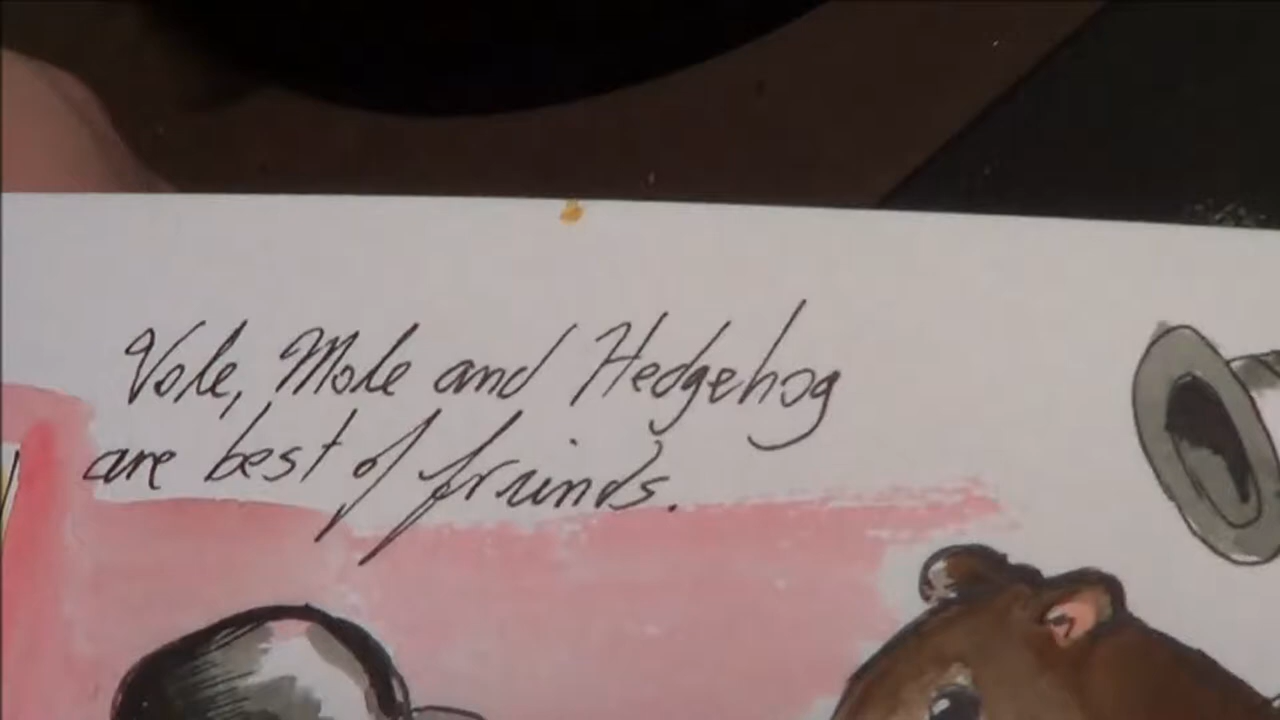 Vole, Mole and Hedgehog
are best of friends.